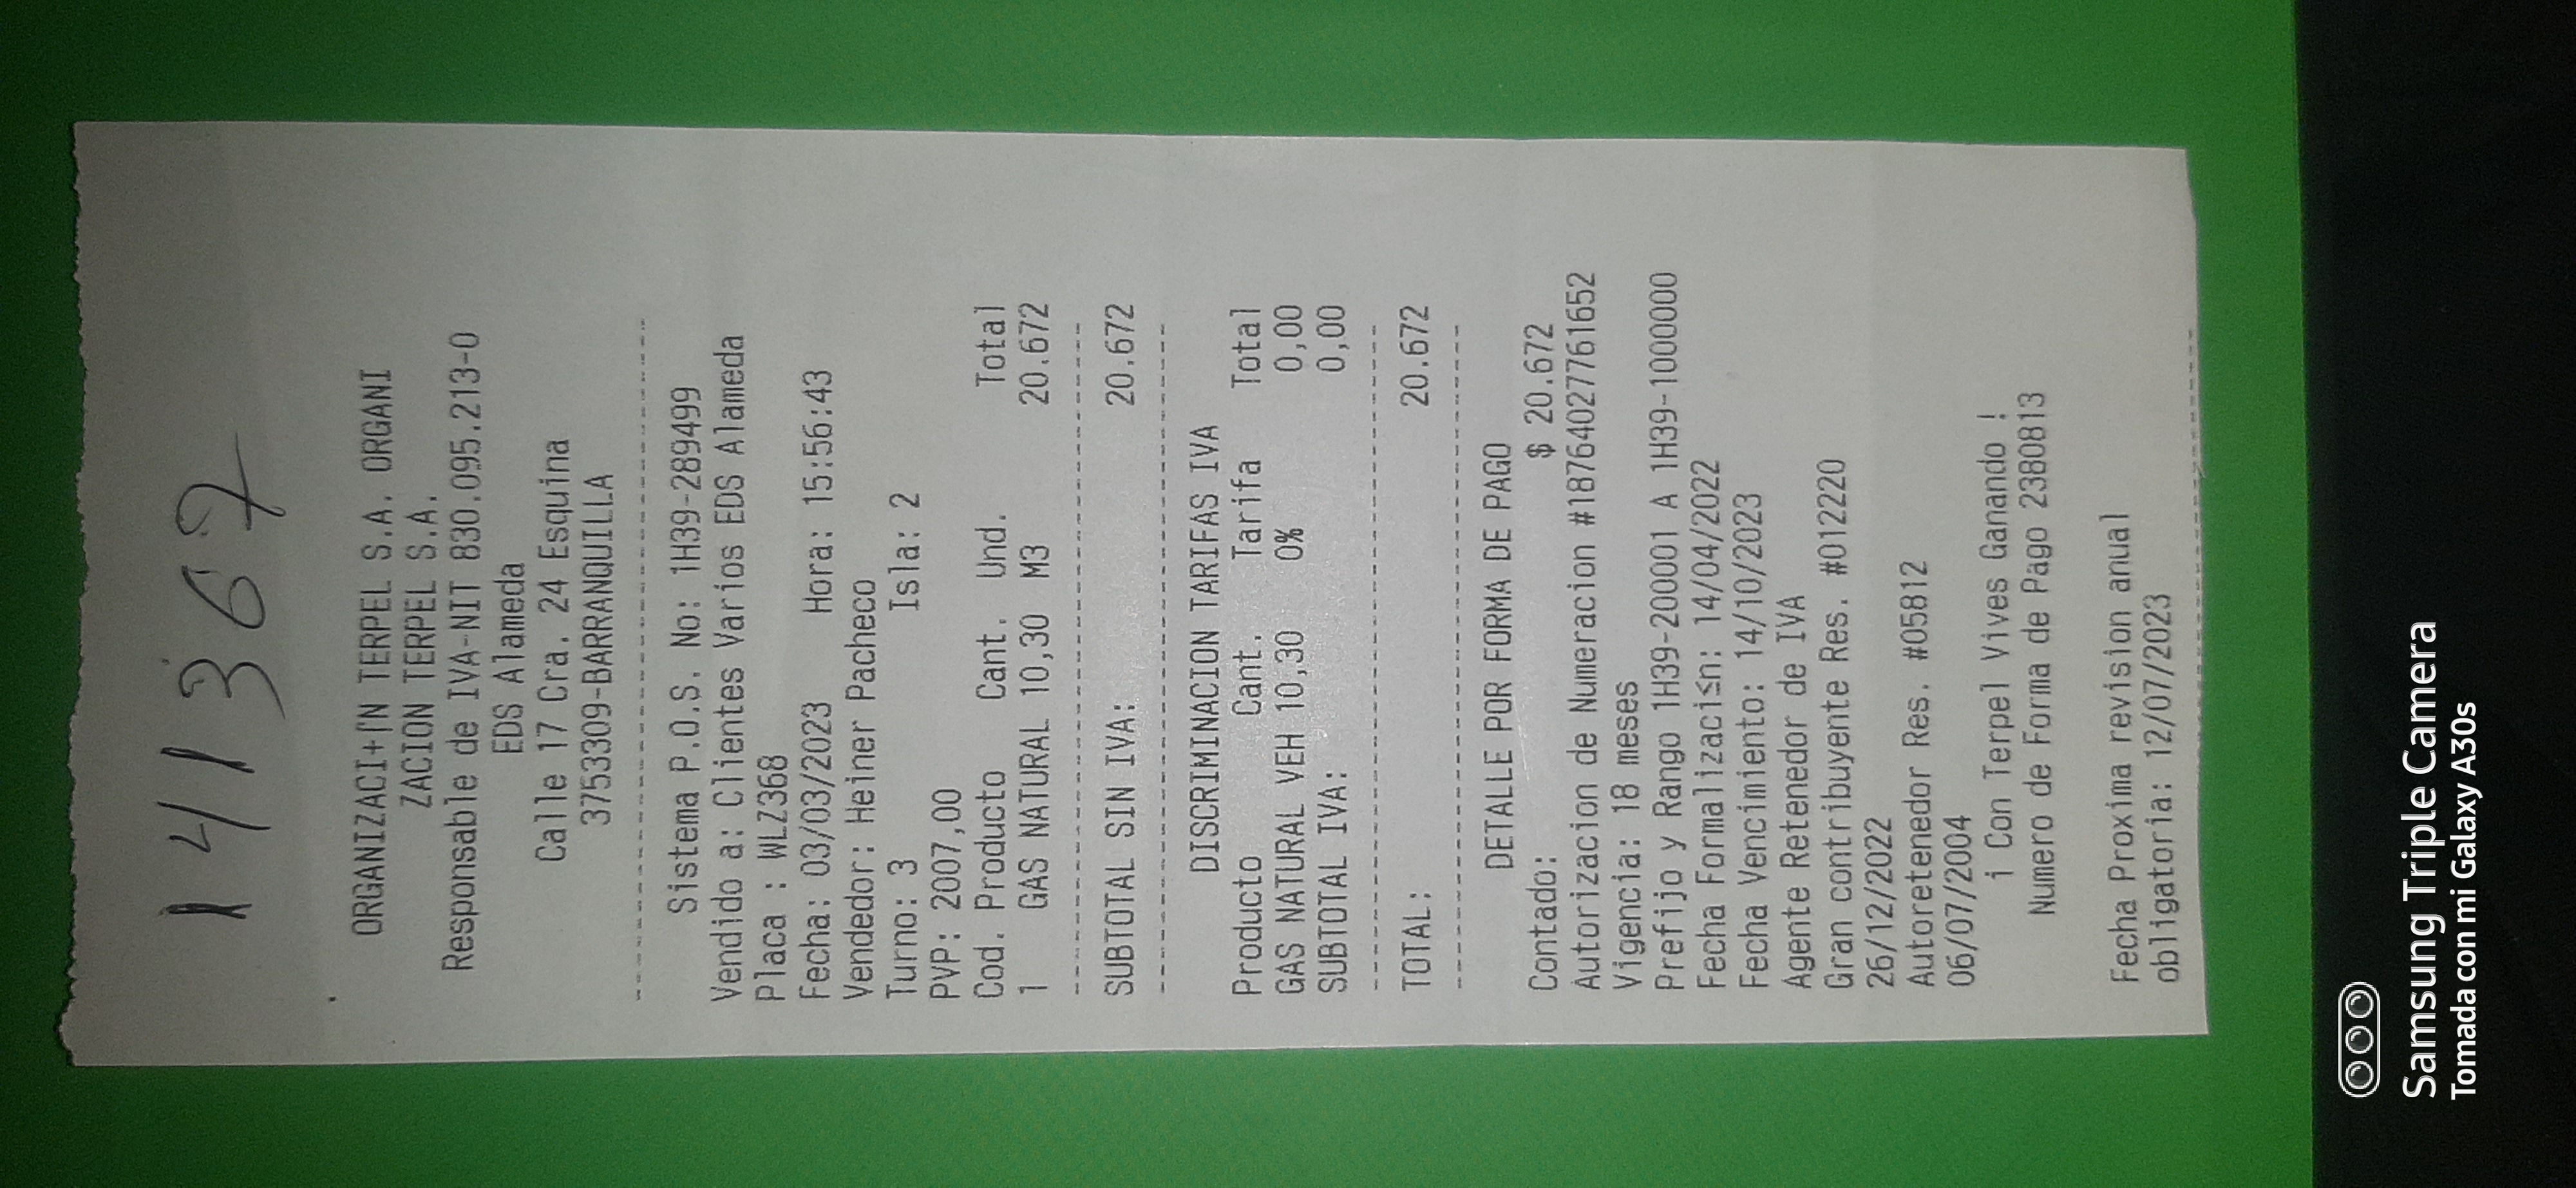 141367
ORGANIZACI+[N TERPEL S.A. ORGANI
ZACION TERPEL S.A.
Responsable de IVA-NIT 830.095.213-0
EDS Alameda
Calle 17 Cra. 24 Esquina
3753309-BARRANQUILLA
----------------------------------------
Sistema P.O.S. No: 1H39-289499
Vendido a: Clientes Varios EDS Alameda
Placa : WLZ368
Fecha: 03/03/2023 Hora: 15:56:43
Vendedor: Heiner Pacheco
Turno: 3 Isla: 2
PVP: 2007,00
Cod. Producto Cant. Und. Total
1 GAS NATURAL 10,30 M3 20.672
----------------------------------------
SUBTOTAL SIN IVA: 20.672
----------------------------------------
DISCRIMINACION TARIFAS IVA
Producto Cant. Tarifa Total
GAS NATURAL VEH 10,30 0% 0,00
SUBTOTAL IVA: 0,00
----------------------------------------
TOTAL: 20.672
----------------------------------------
DETALLE POR FORMA DE PAGO
Contado: $ 20.672
Autorizacion de Numeracion #18764027761652
Vigencia: 18 meses
Prefijo y Rango 1H39-200001 A 1H39-1000000
Fecha Formalizaci≤n: 14/04/2022
Fecha Vencimiento: 14/10/2023
Agente Retenedor de IVA
Gran contribuyente Res. #012220
26/12/2022
Autoretenedor Res. #05812
06/07/2004
¡ Con Terpel Vives Ganando !
Numero de Forma de Pago 2380813
Fecha Proxima revision anual
obligatoria: 12/07/2023
Samsung Triple Camera
Tomada con mi Galaxy A30s